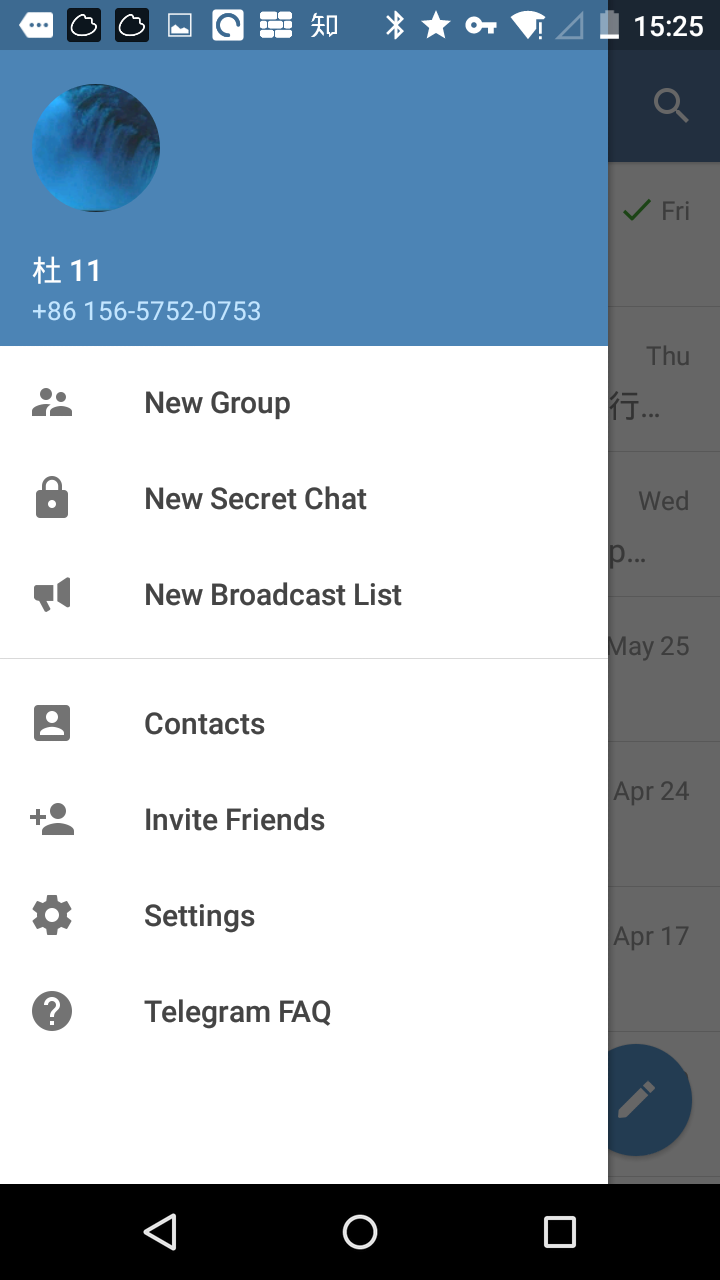 知 15:25
Fri
杜 11
+86 156-5752-0753
Thu
行...
New Group
New Secret Chat
Wed
p...
New Broadcast List
May 25
Contacts
Apr 24
Invite Friends
Settings
Apr 17
Telegram FAQ